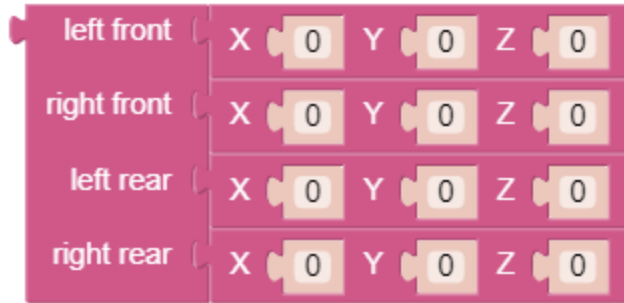 left front X 0 Y 0 Z 0
right front X 0 Y 0 Z 0
left rear X 0 Y 0 Z 0
right rear X 0 Y 0 Z 0